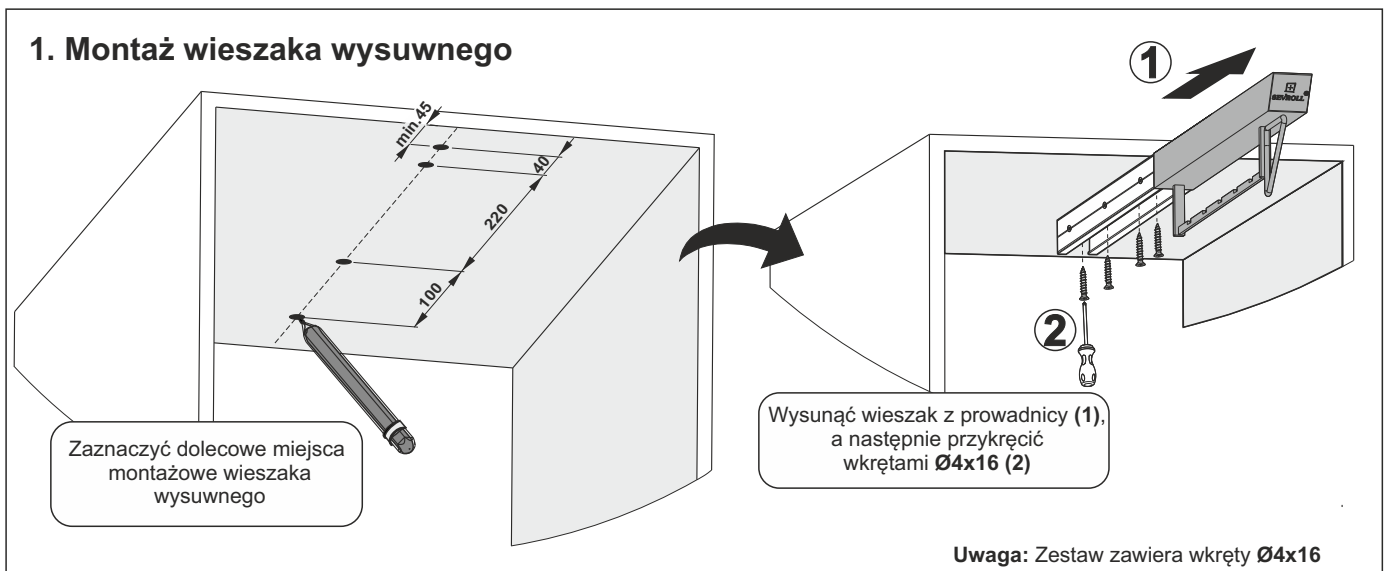 1. Montaż wieszaka wysuwnego
min.45
40
220
100
Zaznaczyć dolecowe miejsca
montażowe wieszaka
wysuwnego
1
SEVROLL
2
Wysunąć wieszak z prowadnicy (1),
a następnie przykręcić
wkrętami Ø4x16 (2)
Uwaga: Zestaw zawiera wkręty Ø4x16